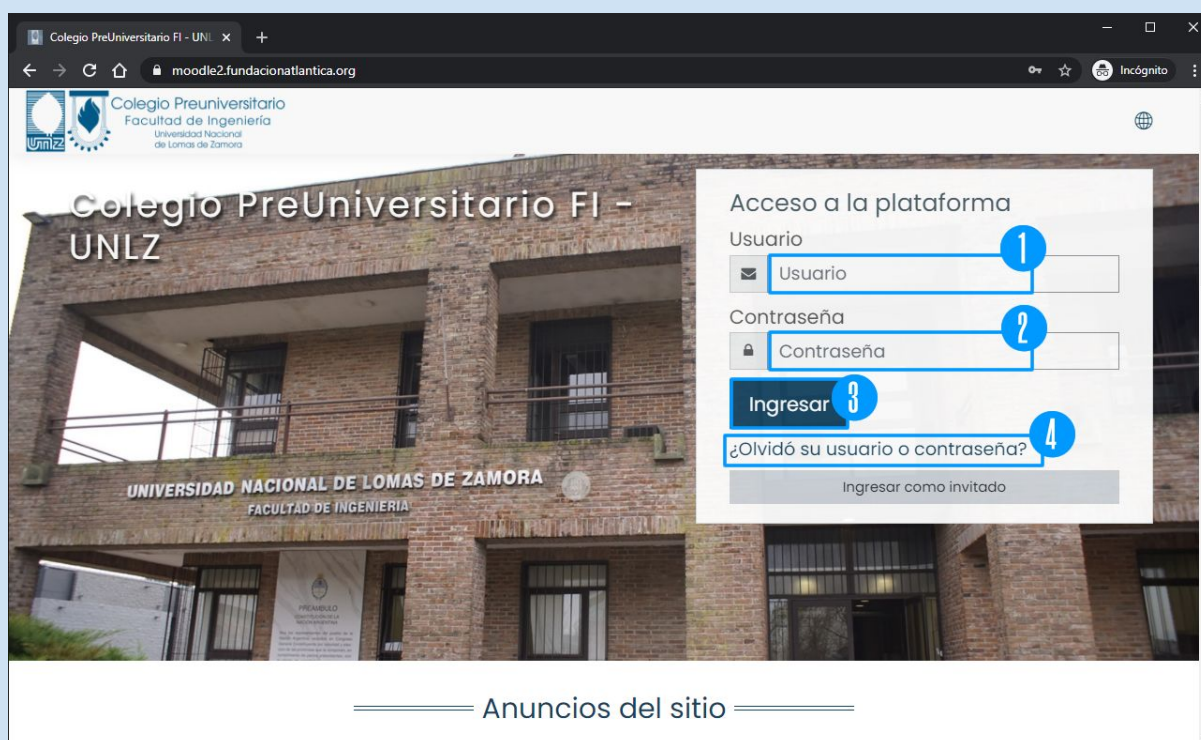 Colegio PreUniversitario FI - UNL
moodle2.fundacionatlantica.org
Incógnito
Colegio Preuniversitario
Facultad de Ingeniería
Universidad Nacional
de Lomas de Zamora
Unlzz
Colegio PreUniversitario FI -
UNLZ
Acceso a la plataforma
Usuario
1
Usuario
Contraseña
2
Contraseña
Ingresar
3
¿Olvidó su usuario o contraseña?
4
Ingresar como invitado
UNIVERSIDAD NACIONAL DE LOMAS DE ZAMORA
FACULTAD DE INGENIERIA
PREAMBULO
Anuncios del sitio